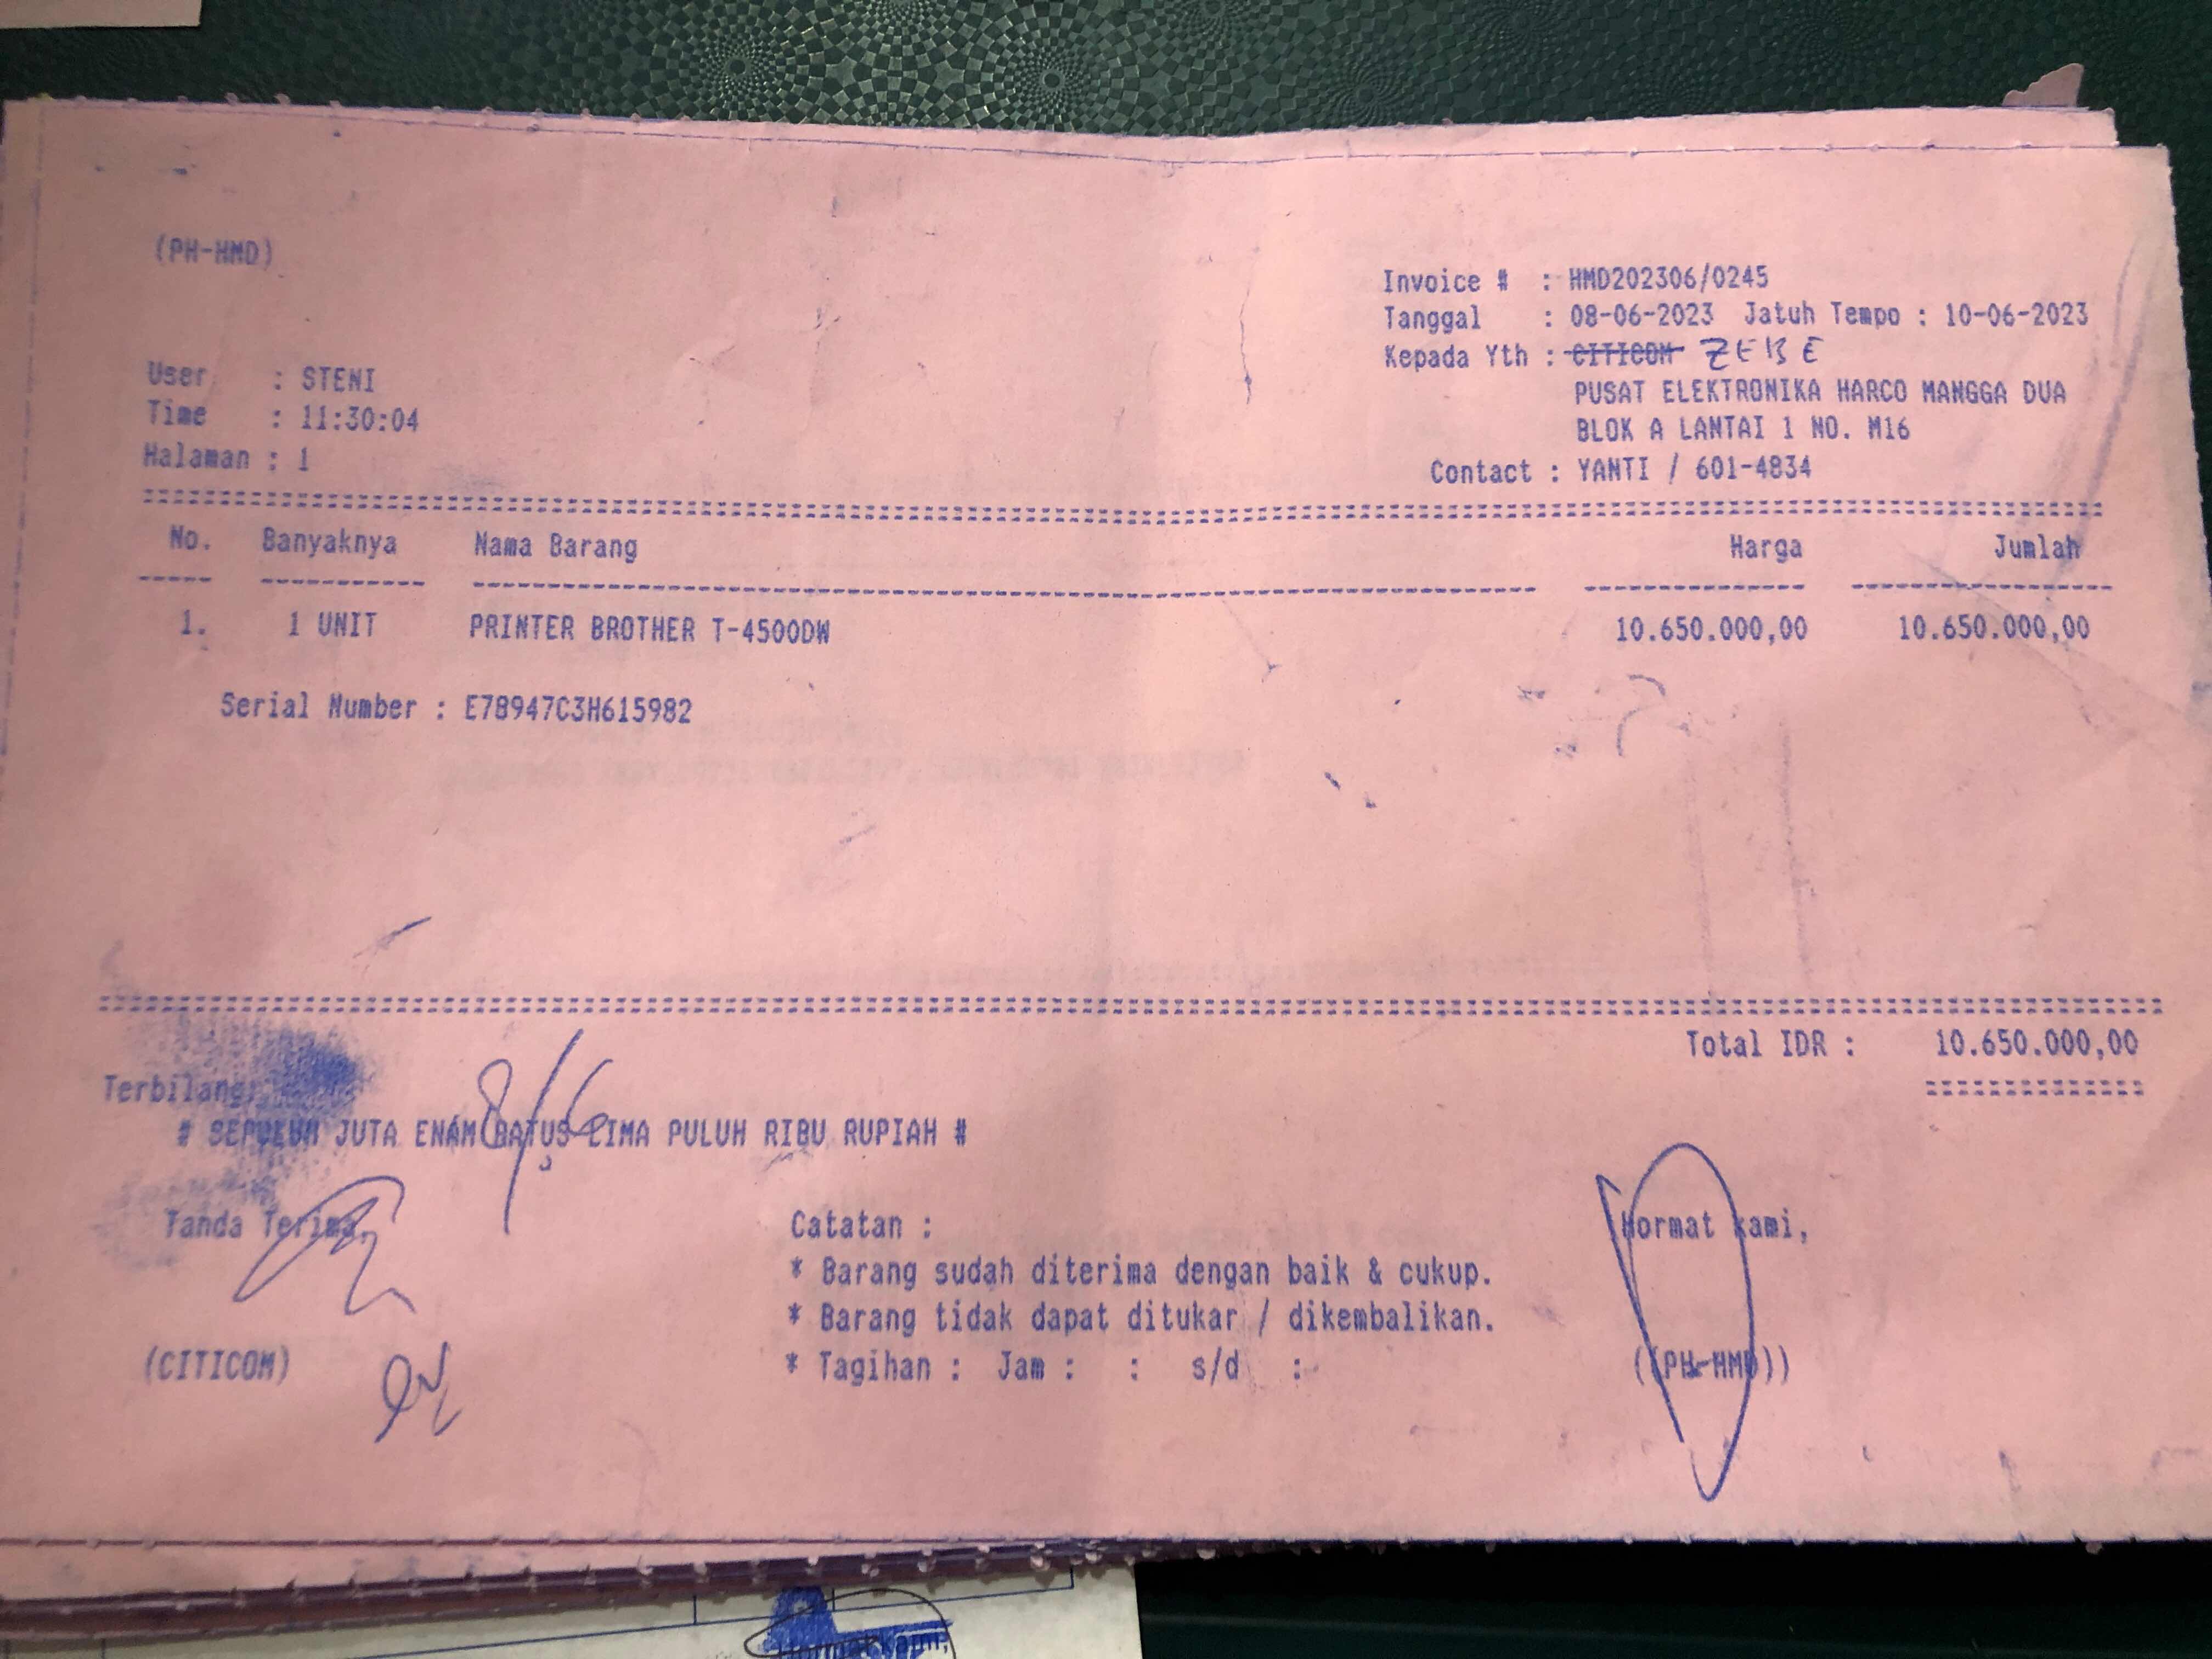 (PH-HMD)
Invoice # : HMD202306/0245
Tanggal : 08-06-2023 Jatuh Tempo : 10-06-2023
Kepada Yth : CITICOM ZEBE
PUSAT ELEKTRONIKA HARCO MANGGA DUA
BLOK A LANTAI 1 NO. M16
Contact : YANTI / 601-4834
User : STENI
Time : 11:30:04
Halaman : 1
No. Banyaknya Nama Barang Harga Jumlah
1. 1 UNIT PRINTER BROTHER T-4500DW 10.650.000,00 10.650.000,00
Serial Number : E78947C3H615982
Total IDR : 10.650.000,00
Terbilang:
8/6
# SEPULUH JUTA ENAM RATUS LIMA PULUH RIBU RUPIAH #
Tanda Terima,
(CITICOM)
Catatan :
* Barang sudah diterima dengan baik & cukup.
* Barang tidak dapat ditukar / dikembalikan.
* Tagihan : Jam : : s/d :
Hormat kami,
((PH-HMD))
Hormat kami,